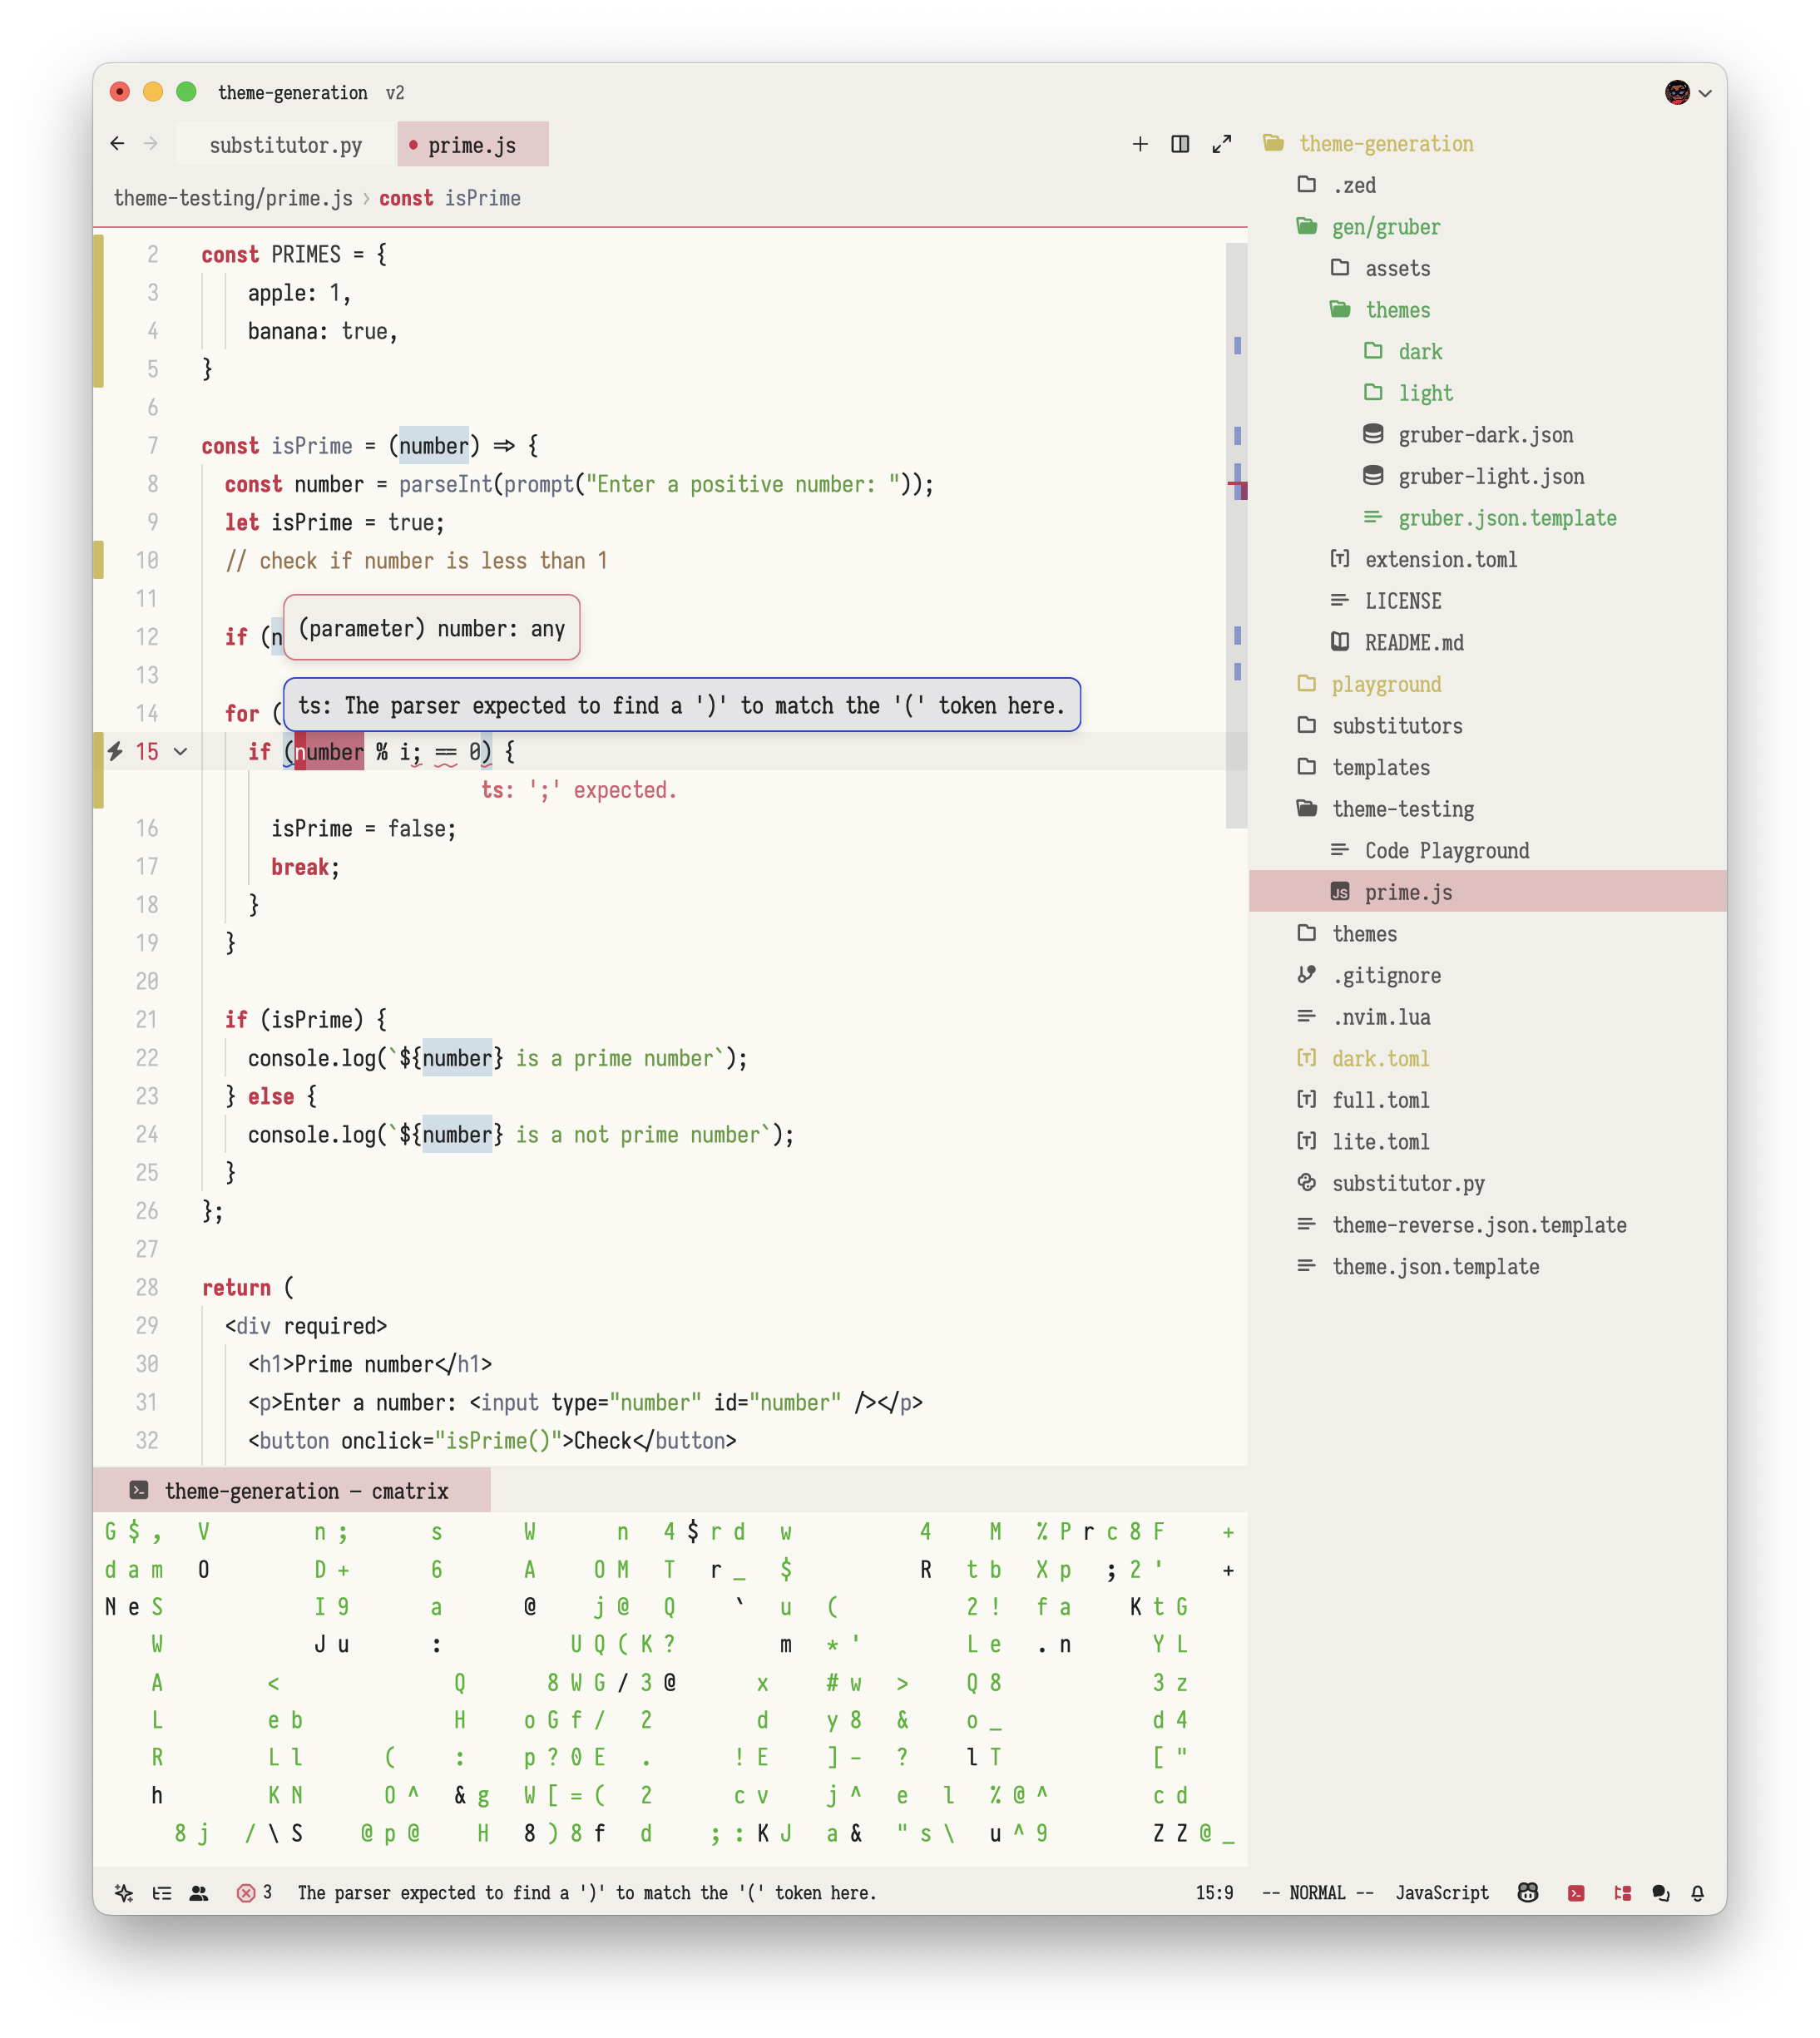 theme-generation v2
substitutor.py
prime.js
theme-testing/prime.js › const isPrime
2 const PRIMES = {
3 apple: 1,
4 banana: true,
5 }
6
7 const isPrime = (number) => {
8 const number = parseInt(prompt("Enter a positive number: "));
9 let isPrime = true;
10 // check if number is less than 1
11
(parameter) number: any
12 if (n
13
ts: The parser expected to find a ')' to match the '(' token here.
14 for (
15 if (number % i; == 0) {
ts: ';' expected.
16 isPrime = false;
17 break;
18 }
19 }
20
21 if (isPrime) {
22 console.log(`${number} is a prime number`);
23 } else {
24 console.log(`${number} is a not prime number`);
25 }
26 };
27
28 return (
29 <div required>
30 <h1>Prime number</h1>
31 <p>Enter a number: <input type="number" id="number" /></p>
32 <button onclick="isPrime()">Check</button>
theme-generation
.zed
gen/gruber
assets
themes
dark
light
gruber-dark.json
gruber-light.json
gruber.json.template
extension.toml
LICENSE
README.md
playground
substitutors
templates
theme-testing
Code Playground
JS prime.js
themes
.gitignore
.nvim.lua
[T] dark.toml
[T] full.toml
[T] lite.toml
substitutor.py
theme-reverse.json.template
theme.json.template
theme-generation — cmatrix
G $ , V n ; s W n 4 $ r d w 4 M % P r c 8 F +
d a m O D + 6 A O M T r _ $ R t b X p ; 2 ' +
N e S I 9 a @ j @ Q ` u ( 2 ! f a K t G
W J u : U Q ( K ? m * ' L e . n Y L
A < Q 8 W G / 3 @ x # w > Q 8 3 z
L e b H o G f / 2 d y 8 & o _ d 4
R L l ( : p ? 0 E . ! E ] - ? l T [ "
h K N O ^ & g W [ = ( 2 c v j ^ e l % @ ^ c d
8 j / \ S @ p @ H 8 ) 8 f d ; : K J a & " s \ u ^ 9 Z Z @ _
3 The parser expected to find a ')' to match the '(' token here. 15:9 -- NORMAL -- JavaScript